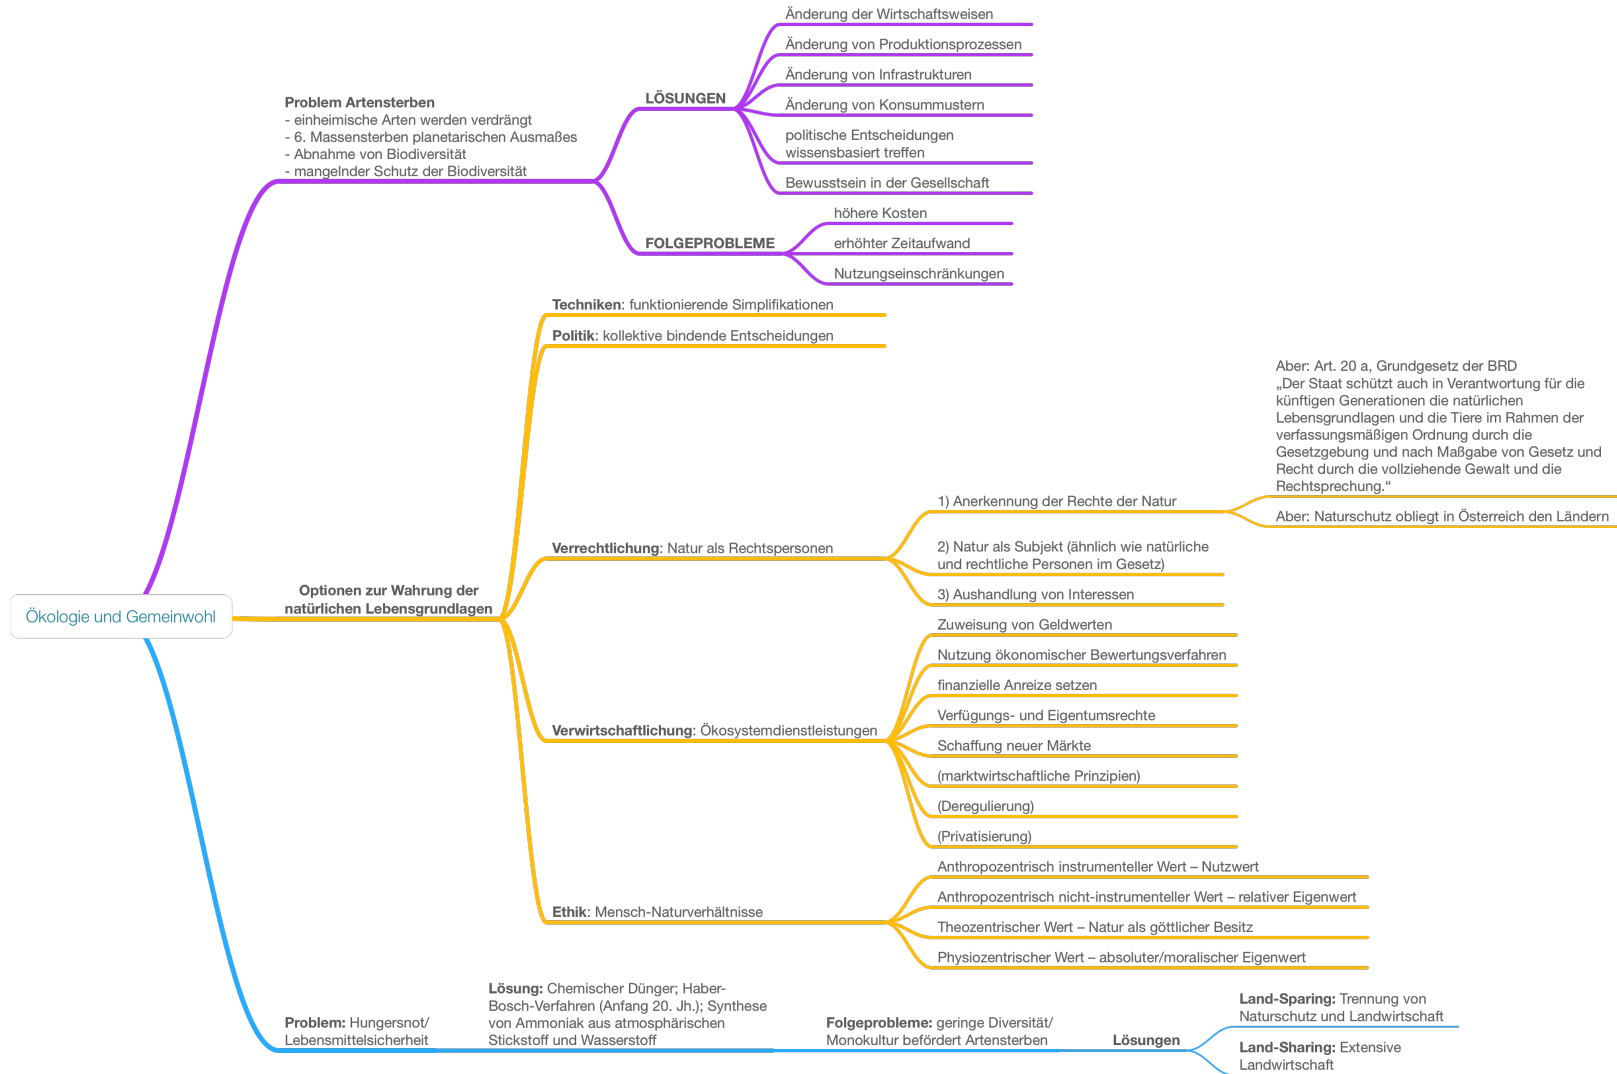 Ökologie und Gemeinwohl
Problem Artensterben
- einheimische Arten werden verdrängt
- 6. Massensterben planetarischen Ausmaßes
- Abnahme von Biodiversität
- mangelnder Schutz der Biodiversität
LÖSUNGEN
Änderung der Wirtschaftsweisen
Änderung von Produktionsprozessen
Änderung von Infrastrukturen
Änderung von Konsummustern
politische Entscheidungen
wissensbasiert treffen
Bewusstsein in der Gesellschaft
FOLGEPROBLEME
höhere Kosten
erhöhter Zeitaufwand
Nutzungseinschränkungen
Optionen zur Wahrung der
natürlichen Lebensgrundlagen
Techniken: funktionierende Simplifikationen
Politik: kollektive bindende Entscheidungen
Verrechtlichung: Natur als Rechtspersonen
1) Anerkennung der Rechte der Natur
Aber: Art. 20 a, Grundgesetz der BRD
„Der Staat schützt auch in Verantwortung für die
künftigen Generationen die natürlichen
Lebensgrundlagen und die Tiere im Rahmen der
verfassungsmäßigen Ordnung durch die
Gesetzgebung und nach Maßgabe von Gesetz und
Recht durch die vollziehende Gewalt und die
Rechtsprechung.“
Aber: Naturschutz obliegt in Österreich den Ländern
2) Natur als Subjekt (ähnlich wie natürliche
und rechtliche Personen im Gesetz)
3) Aushandlung von Interessen
Verwirtschaftlichung: Ökosystemdienstleistungen
Zuweisung von Geldwerten
Nutzung ökonomischer Bewertungsverfahren
finanzielle Anreize setzen
Verfügungs- und Eigentumsrechte
Schaffung neuer Märkte
(marktwirtschaftliche Prinzipien)
(Deregulierung)
(Privatisierung)
Ethik: Mensch-Naturverhältnisse
Anthropozentrisch instrumenteller Wert – Nutzwert
Anthropozentrisch nicht-instrumenteller Wert – relativer Eigenwert
Theozentrischer Wert – Natur als göttlicher Besitz
Physiozentrischer Wert – absoluter/moralischer Eigenwert
Problem: Hungersnot/
Lebensmittelsicherheit
Lösung: Chemischer Dünger; Haber-
Bosch-Verfahren (Anfang 20. Jh.); Synthese
von Ammoniak aus atmosphärischen
Stickstoff und Wasserstoff
Folgeprobleme: geringe Diversität/
Monokultur befördert Artensterben
Lösungen
Land-Sparing: Trennung von
Naturschutz und Landwirtschaft
Land-Sharing: Extensive
Landwirtschaft